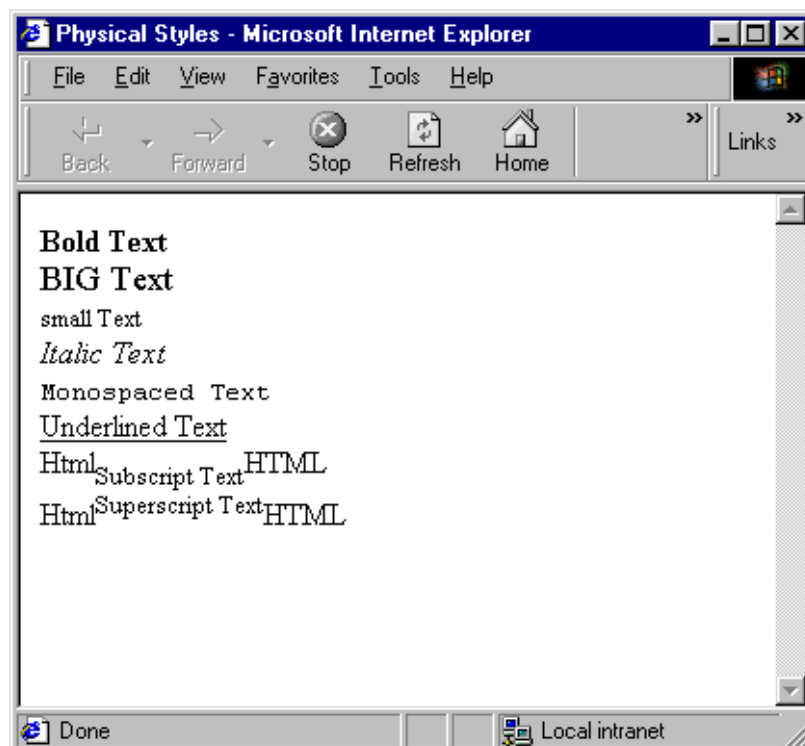 Physical Styles - Microsoft Internet Explorer
File Edit View Favorites Tools Help
Back Forward Stop Refresh Home » Links »
Bold Text
BIG Text
small Text
Italic Text
Monospaced Text
Underlined Text
HtmlSubscript TextHTML
HtmlSuperscript TextHTML
Done Local intranet